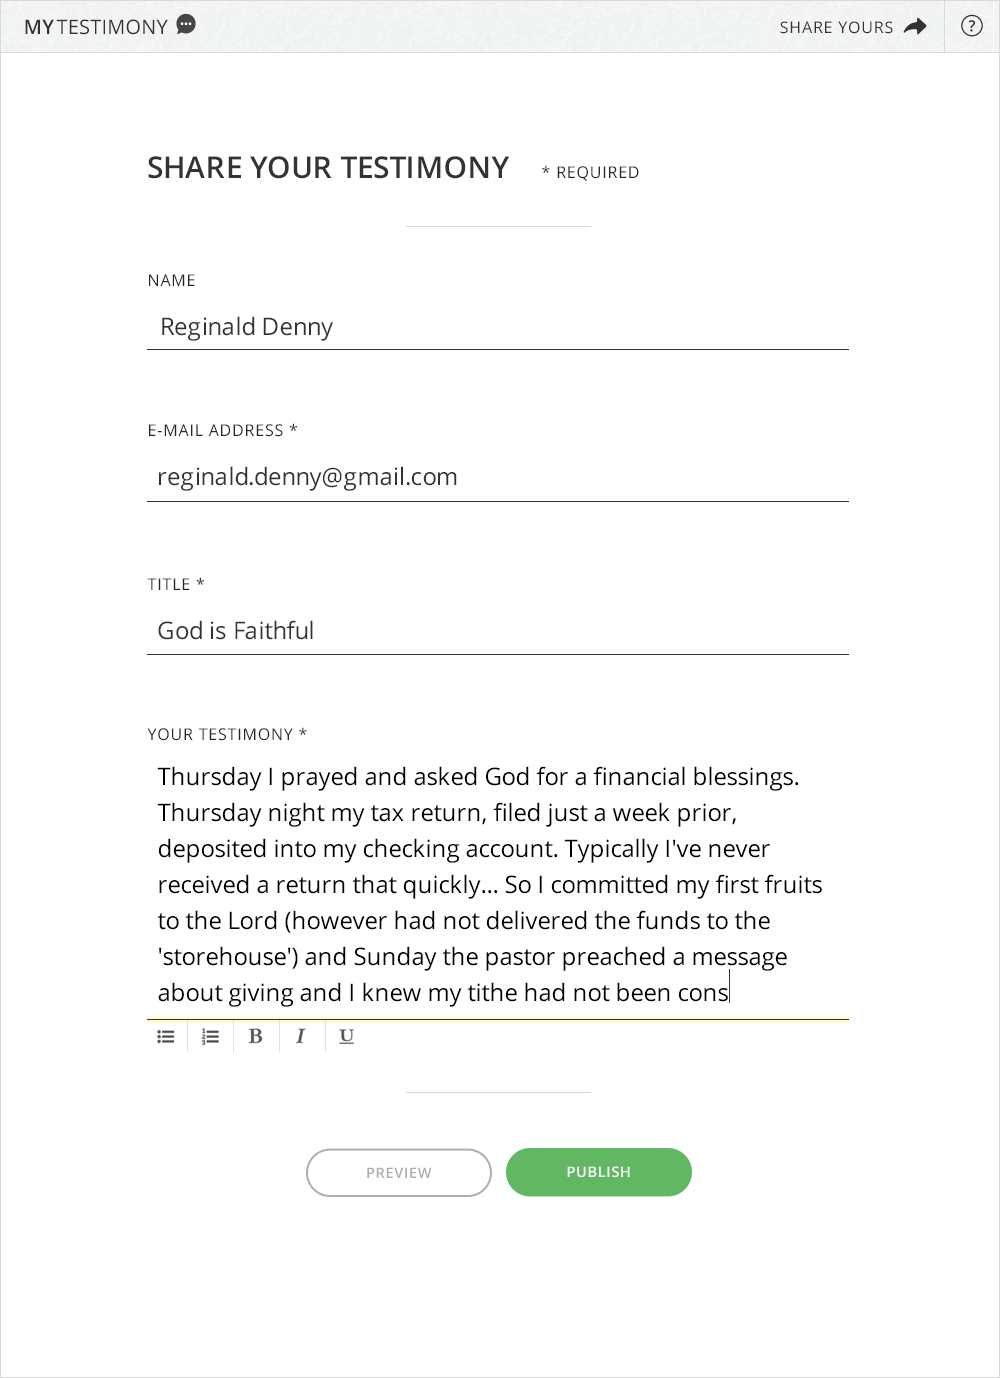 MYTESTIMONY
SHARE YOURS
?
SHARE YOUR TESTIMONY * REQUIRED
NAME
Reginald Denny
E-MAIL ADDRESS *
reginald.denny@gmail.com
TITLE *
God is Faithful
YOUR TESTIMONY *
Thursday I prayed and asked God for a financial blessings.
Thursday night my tax return, filed just a week prior,
deposited into my checking account. Typically I've never
received a return that quickly... So I committed my first fruits
to the Lord (however had not delivered the funds to the
'storehouse') and Sunday the pastor preached a message
about giving and I knew my tithe had not been cons
B I U
PREVIEW PUBLISH